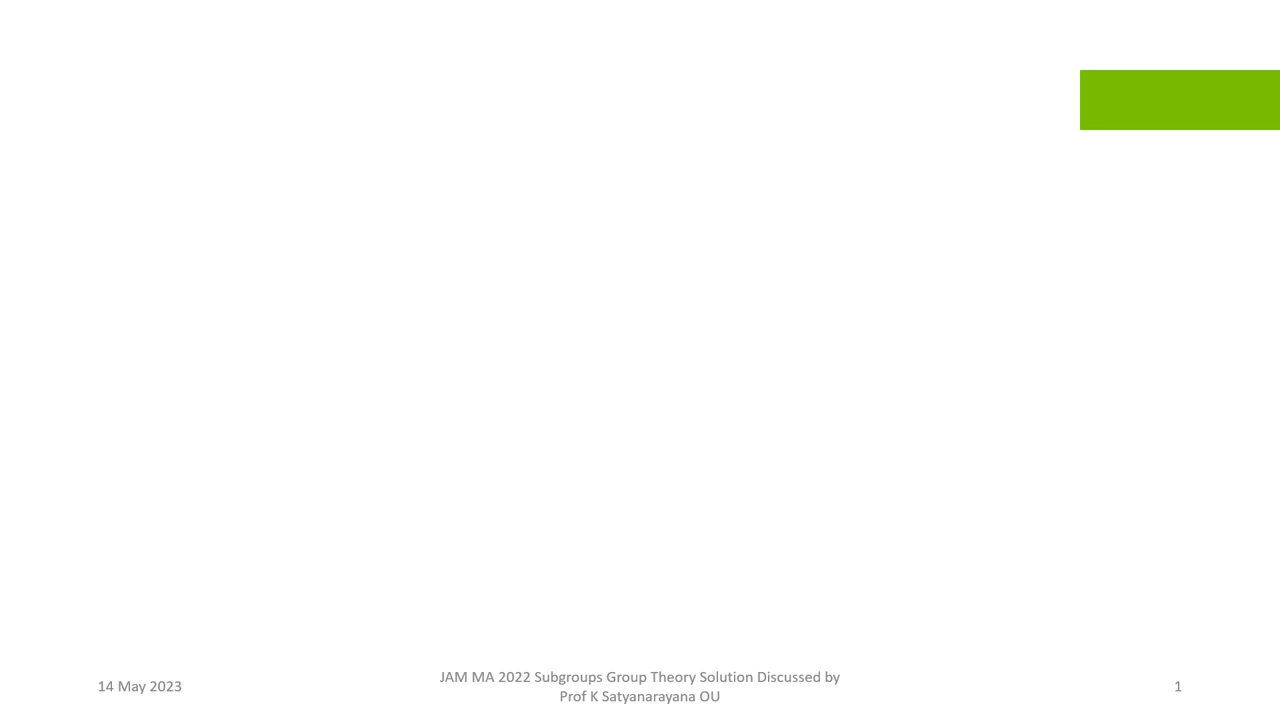 14 May 2023
JAM MA 2022 Subgroups Group Theory Solution Discussed by
Prof K Satyanarayana OU
1